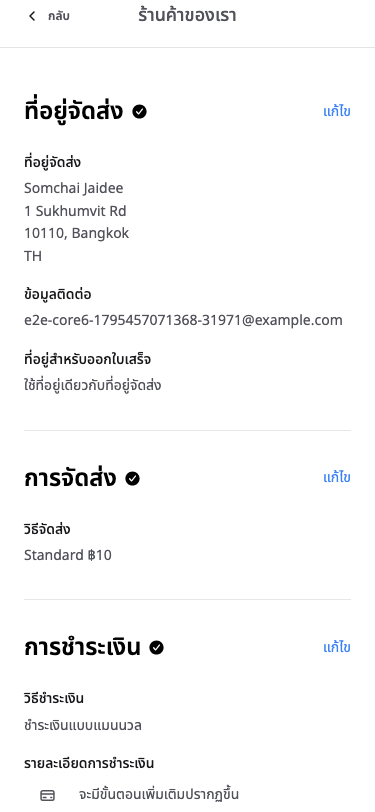 กลับ
ร้านค้าของเรา
ที่อยู่จัดส่ง
แก้ไข
ที่อยู่จัดส่ง
Somchai Jaidee
1 Sukhumvit Rd
10110, Bangkok
TH
ข้อมูลติดต่อ
e2e-core6-1795457071368-31971@example.com
ที่อยู่สำหรับออกใบเสร็จ
ใช้ที่อยู่เดียวกับที่อยู่จัดส่ง
การจัดส่ง
แก้ไข
วิธีจัดส่ง
Standard ฿10
การชำระเงิน
แก้ไข
วิธีชำระเงิน
ชำระเงินแบบแมนนวล
รายละเอียดการชำระเงิน
จะมีขั้นตอนเพิ่มเติมปรากฏขึ้น